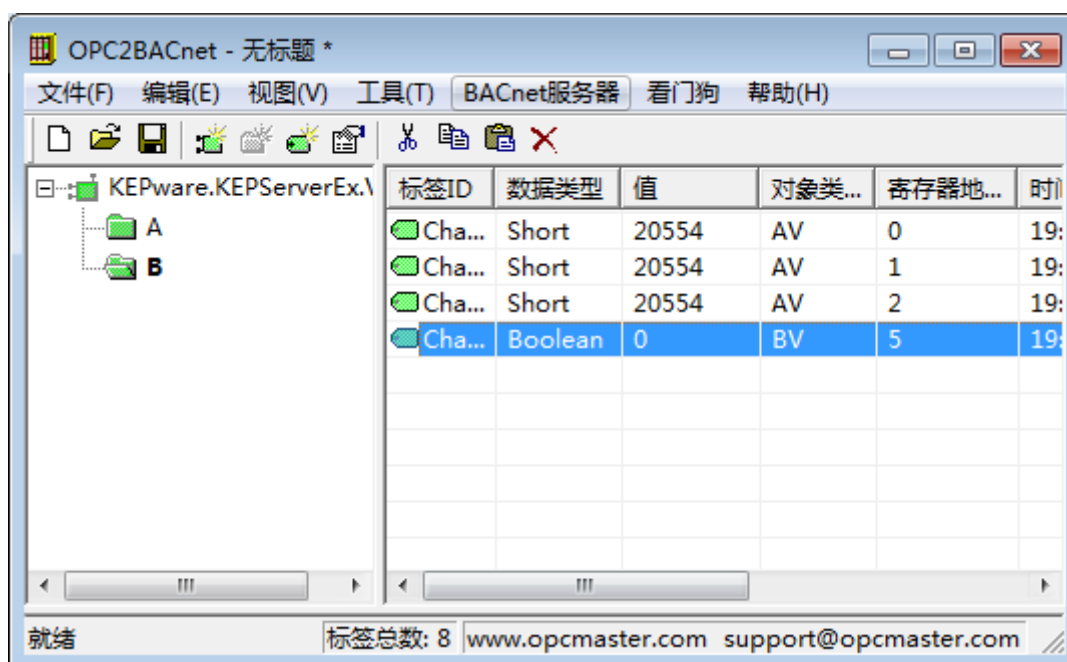 OPC2BACnet - 无标题 *
文件(F) 编辑(E) 视图(V) 工具(T) BACnet服务器 看门狗 帮助(H)
KEPware.KEPServerEx.\
A
B
标签ID 数据类型 值 对象类... 寄存器地... 时间
Cha... Short 20554 AV 0 19:
Cha... Short 20554 AV 1 19:
Cha... Short 20554 AV 2 19:
Cha... Boolean 0 BV 5 19:
就绪 标签总数: 8 www.opcmaster.com support@opcmaster.com